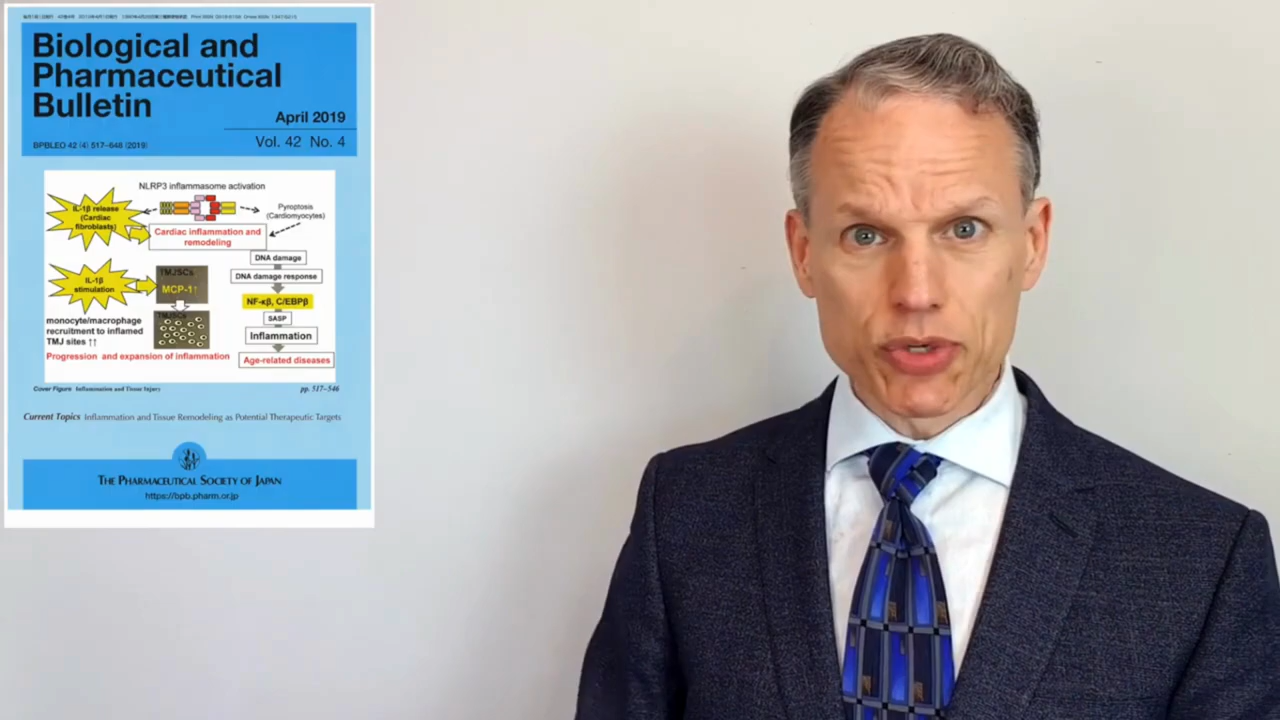 Biological and
Pharmaceutical
Bulletin
April 2019
Vol. 42 No. 4
BPBLEO 42 (4) 517–646 (2019)
NLRP3 inflammasome activation
IL-1β release
(Cardiac
fibroblasts)
Pyroptosis
(Cardiomyocytes)
Cardiac inflammation and
remodeling
DNA damage
DNA damage response
IL-1β
stimulation
TMJSCs
MCP-1↑
NF-κβ, C/EBPβ
SASP
TMJSCs
monocyte/macrophage
recruitment to inflamed
TMJ sites ↑↑
Inflammation
Progression and expansion of inflammation
Age-related diseases
Cover Figure: Inflammation and Tissue Injury
pp. 517–546
Current Topics Inflammation and Tissue Remodeling as Potential Therapeutic Targets
THE PHARMACEUTICAL SOCIETY OF JAPAN
https://bpb.pharm.or.jp